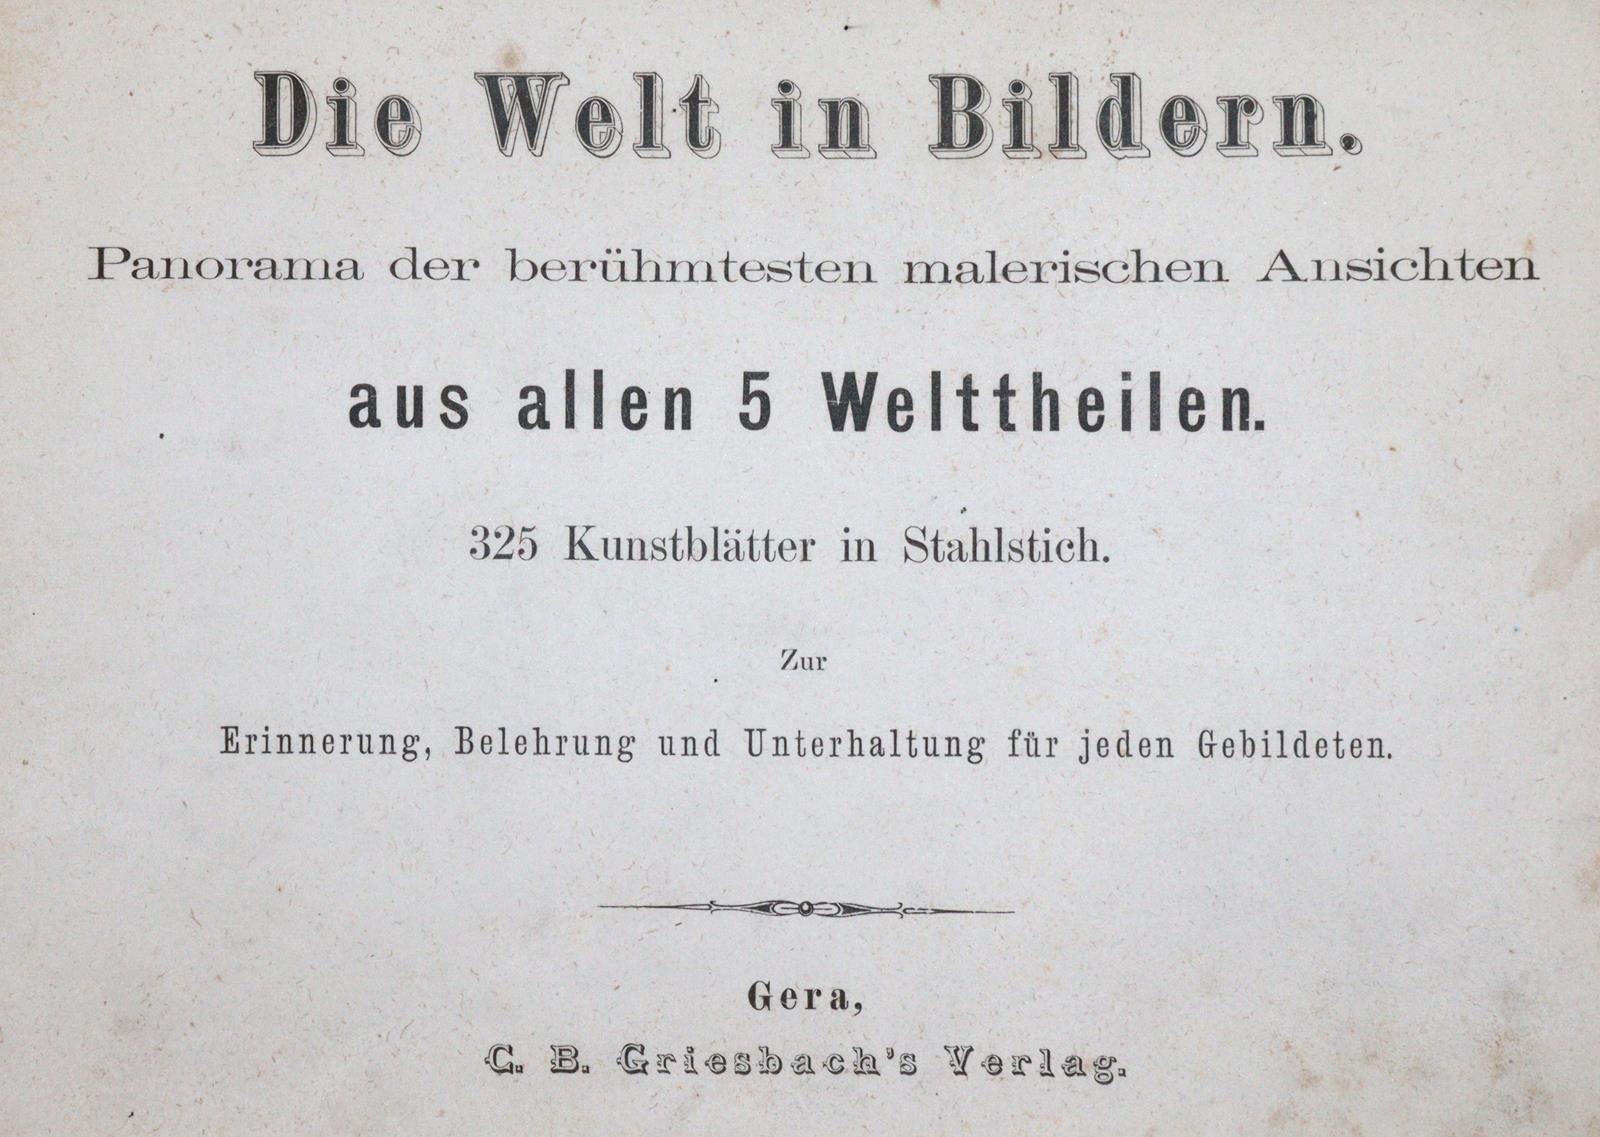 Die Welt in Bildern.
Panorama der berühmtesten malerischen Ansichten
aus allen 5 Welttheilen.
325 Kunstblätter in Stahlstich.
Zur
Erinnerung, Belehrung und Unterhaltung für jeden Gebildeten.
Gera,
C. B. Griesbach's Verlag.